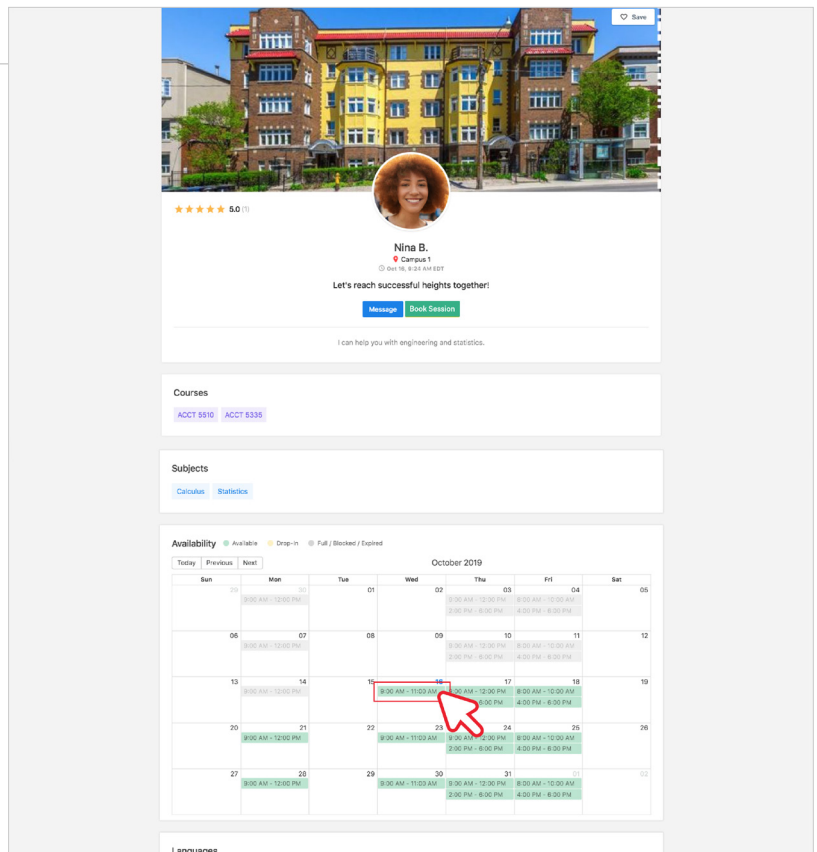 Save
5.0 (1)
Nina B.
Campus 1
Oct 16, 9:24 AM EDT
Let's reach successful heights together!
Message Book Session
I can help you with engineering and statistics.
Courses
ACCT 5510 ACCT 5335
Subjects
Calculus Statistics
Availability Available Drop-In Full / Blocked / Expired
Today Previous Next October 2019
Sun Mon Tue Wed Thu Fri Sat
29 30 01 02 03 04 05
9:00 AM - 12:00 PM 9:00 AM - 12:00 PM 8:00 AM - 10:00 AM
2:00 PM - 6:00 PM 4:00 PM - 6:00 PM
06 07 08 09 10 11 12
9:00 AM - 12:00 PM 9:00 AM - 12:00 PM 8:00 AM - 10:00 AM
2:00 PM - 6:00 PM 4:00 PM - 6:00 PM
13 14 15 16 17 18 19
9:00 AM - 12:00 PM 9:00 AM - 11:00 AM 9:00 AM - 12:00 PM 8:00 AM - 10:00 AM
6:00 PM 4:00 PM - 6:00 PM
20 21 22 23 24 25 26
9:00 AM - 12:00 PM 9:00 AM - 11:00 AM 9:00 AM - 12:00 PM 8:00 AM - 10:00 AM
2:00 PM - 6:00 PM 4:00 PM - 6:00 PM
27 28 29 30 31 01 02
9:00 AM - 12:00 PM 9:00 AM - 11:00 AM 9:00 AM - 12:00 PM 8:00 AM - 10:00 AM
2:00 PM - 6:00 PM 4:00 PM - 6:00 PM
Languages